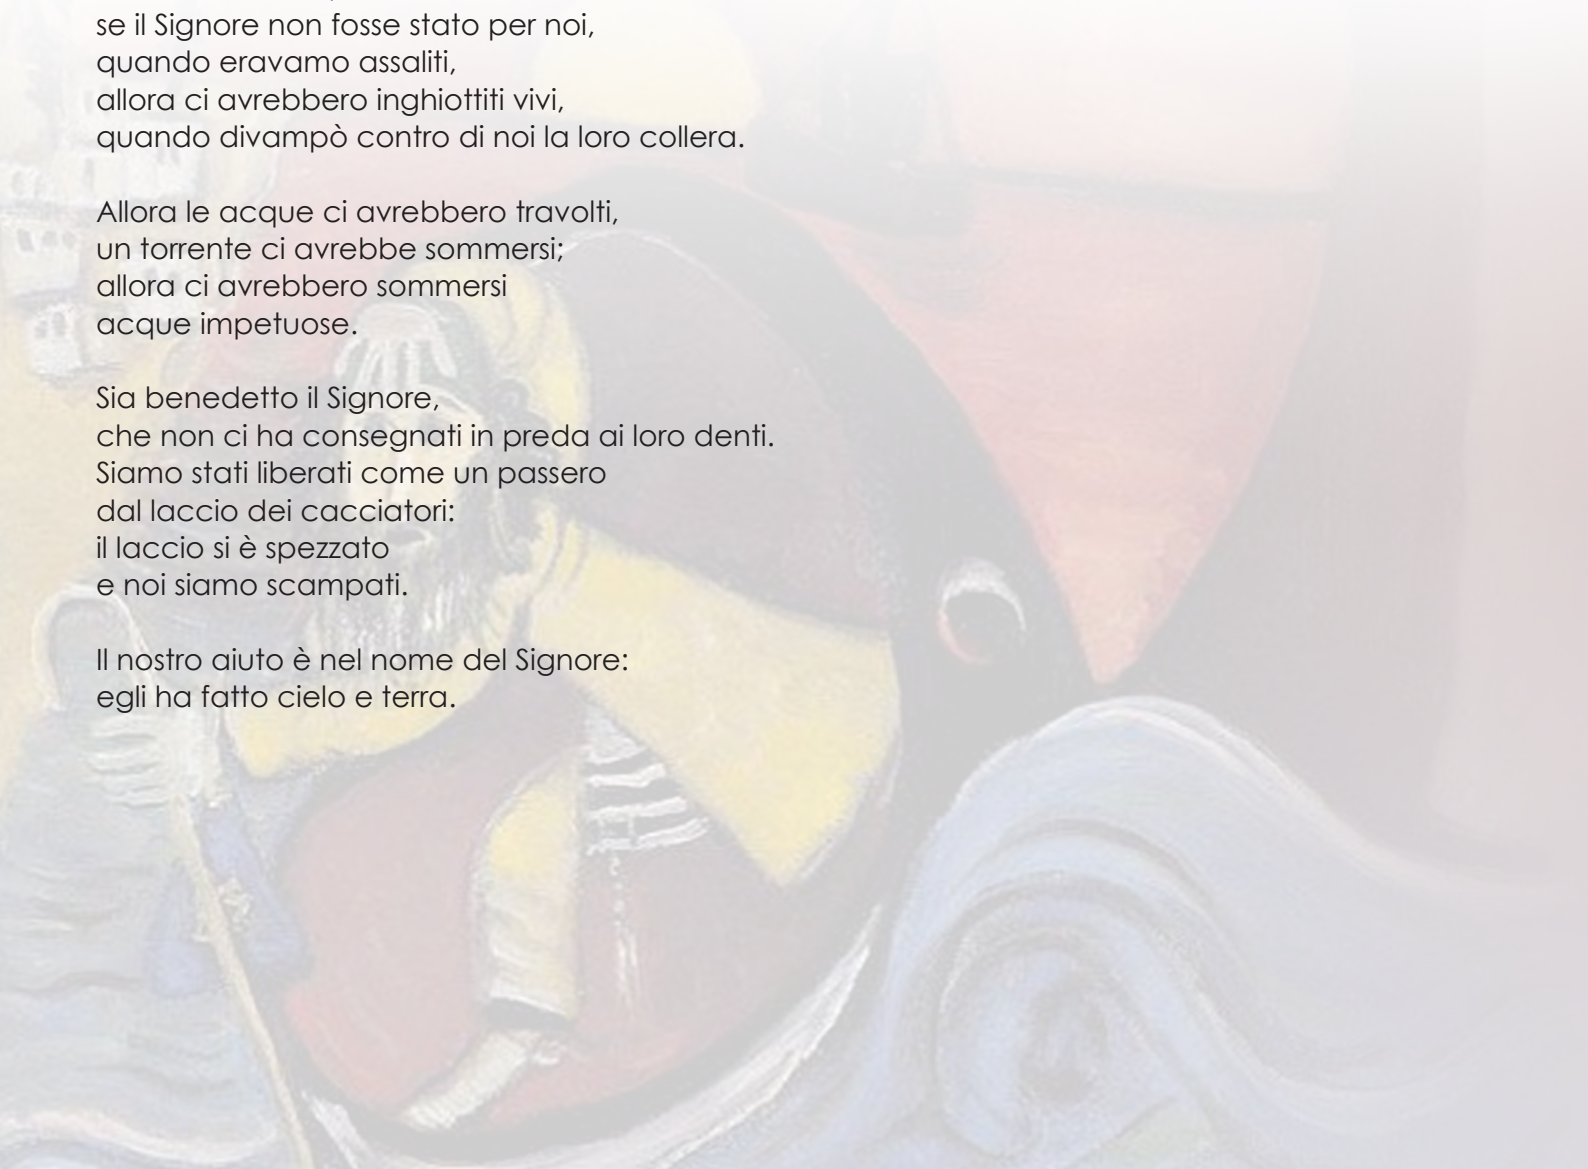 se il Signore non fosse stato per noi,
quando eravamo assaliti,
allora ci avrebbero inghiottiti vivi,
quando divampò contro di noi la loro collera.
Allora le acque ci avrebbero travolti,
un torrente ci avrebbe sommersi;
allora ci avrebbero sommersi
acque impetuose.
Sia benedetto il Signore,
che non ci ha consegnati in preda ai loro denti.
Siamo stati liberati come un passero
dal laccio dei cacciatori:
il laccio si è spezzato
e noi siamo scampati.
Il nostro aiuto è nel nome del Signore:
egli ha fatto cielo e terra.